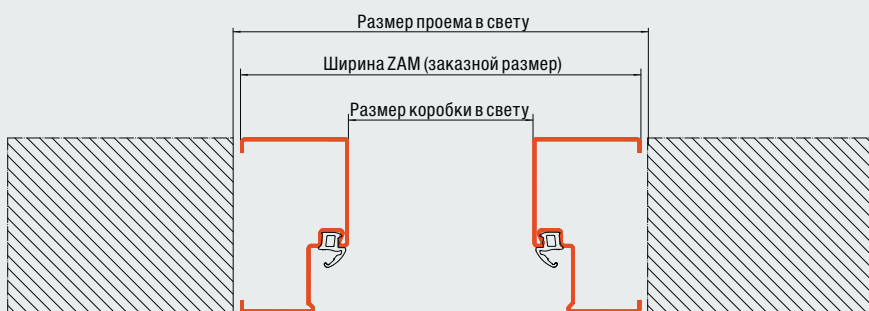 Размер проема в свету
Ширина ZAM (заказной размер)
Размер коробки в свету